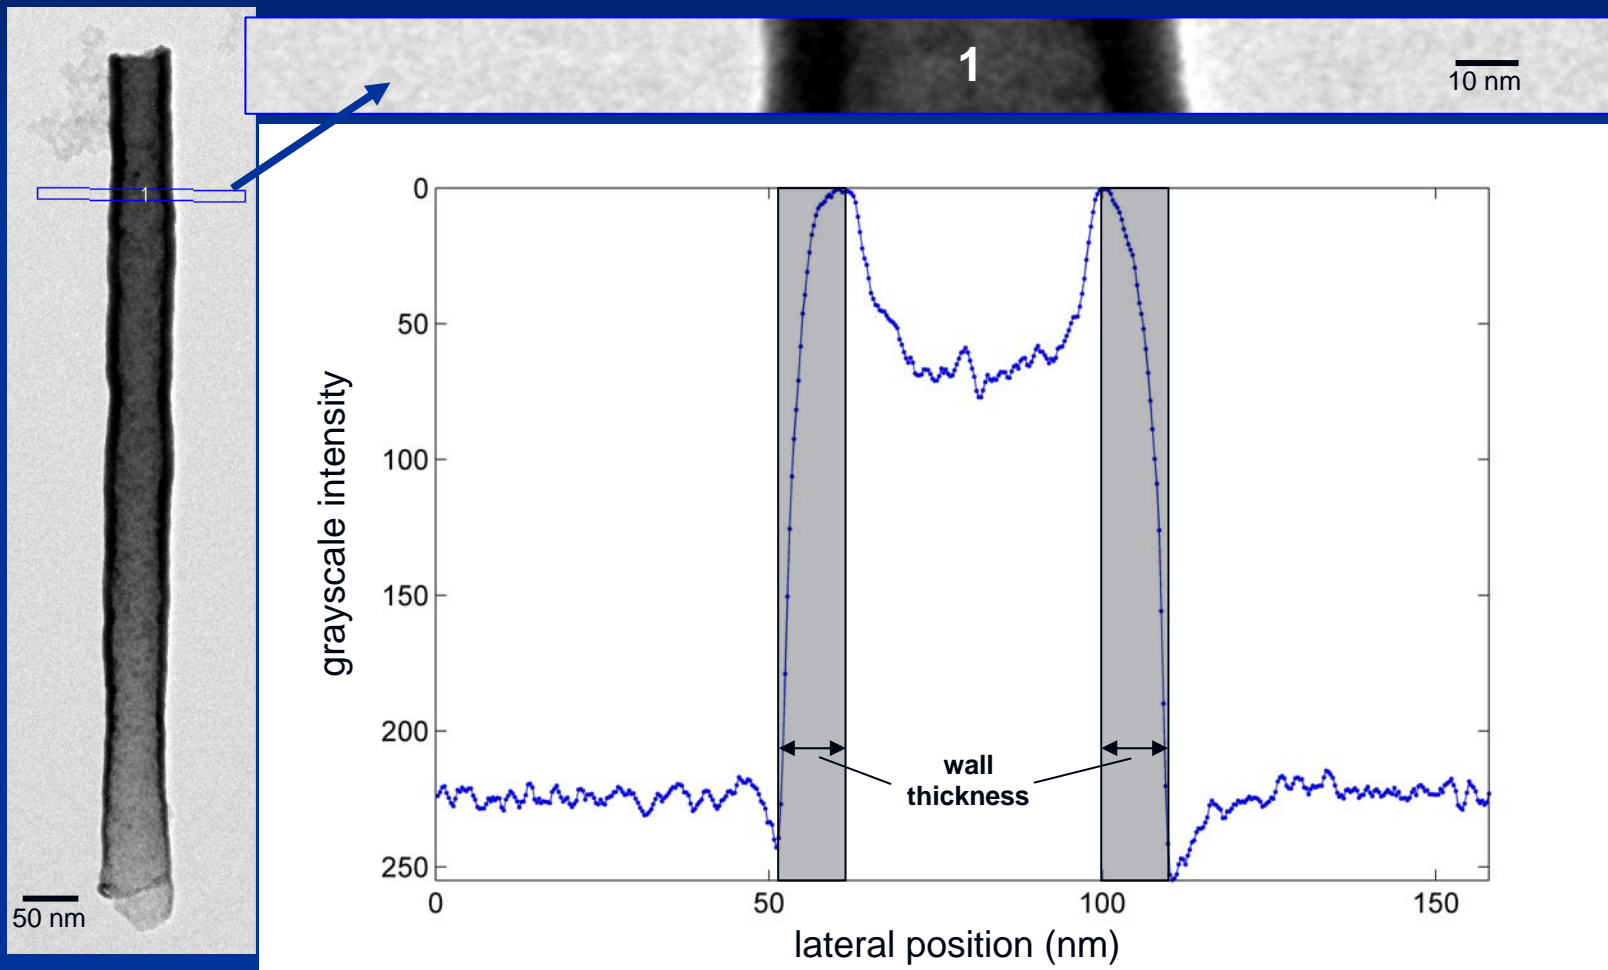 1
10 nm
1
50 nm
0
50
100
150
200
250
grayscale intensity
wall
thickness
0
50
100
150
lateral position (nm)